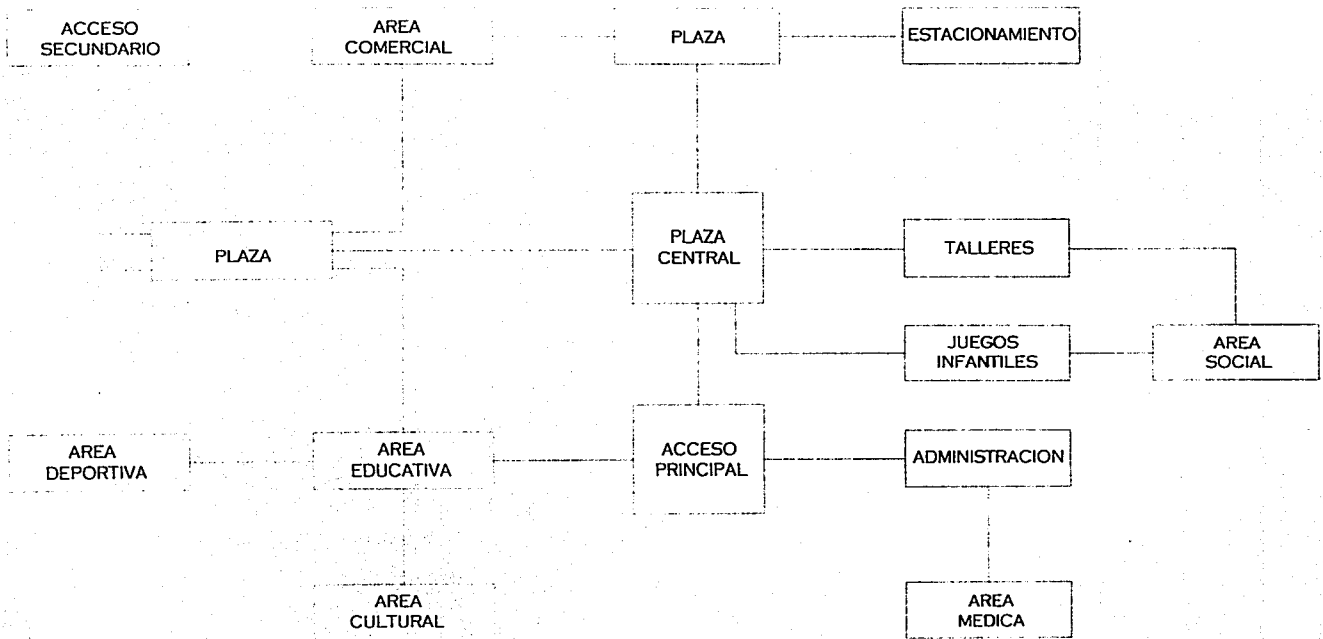 ACCESO
SECUNDARIO
AREA
COMERCIAL
PLAZA
ESTACIONAMIENTO
PLAZA
PLAZA
CENTRAL
TALLERES
JUEGOS
INFANTILES
AREA
SOCIAL
AREA
DEPORTIVA
AREA
EDUCATIVA
ACCESO
PRINCIPAL
ADMINISTRACION
AREA
CULTURAL
AREA
MEDICA